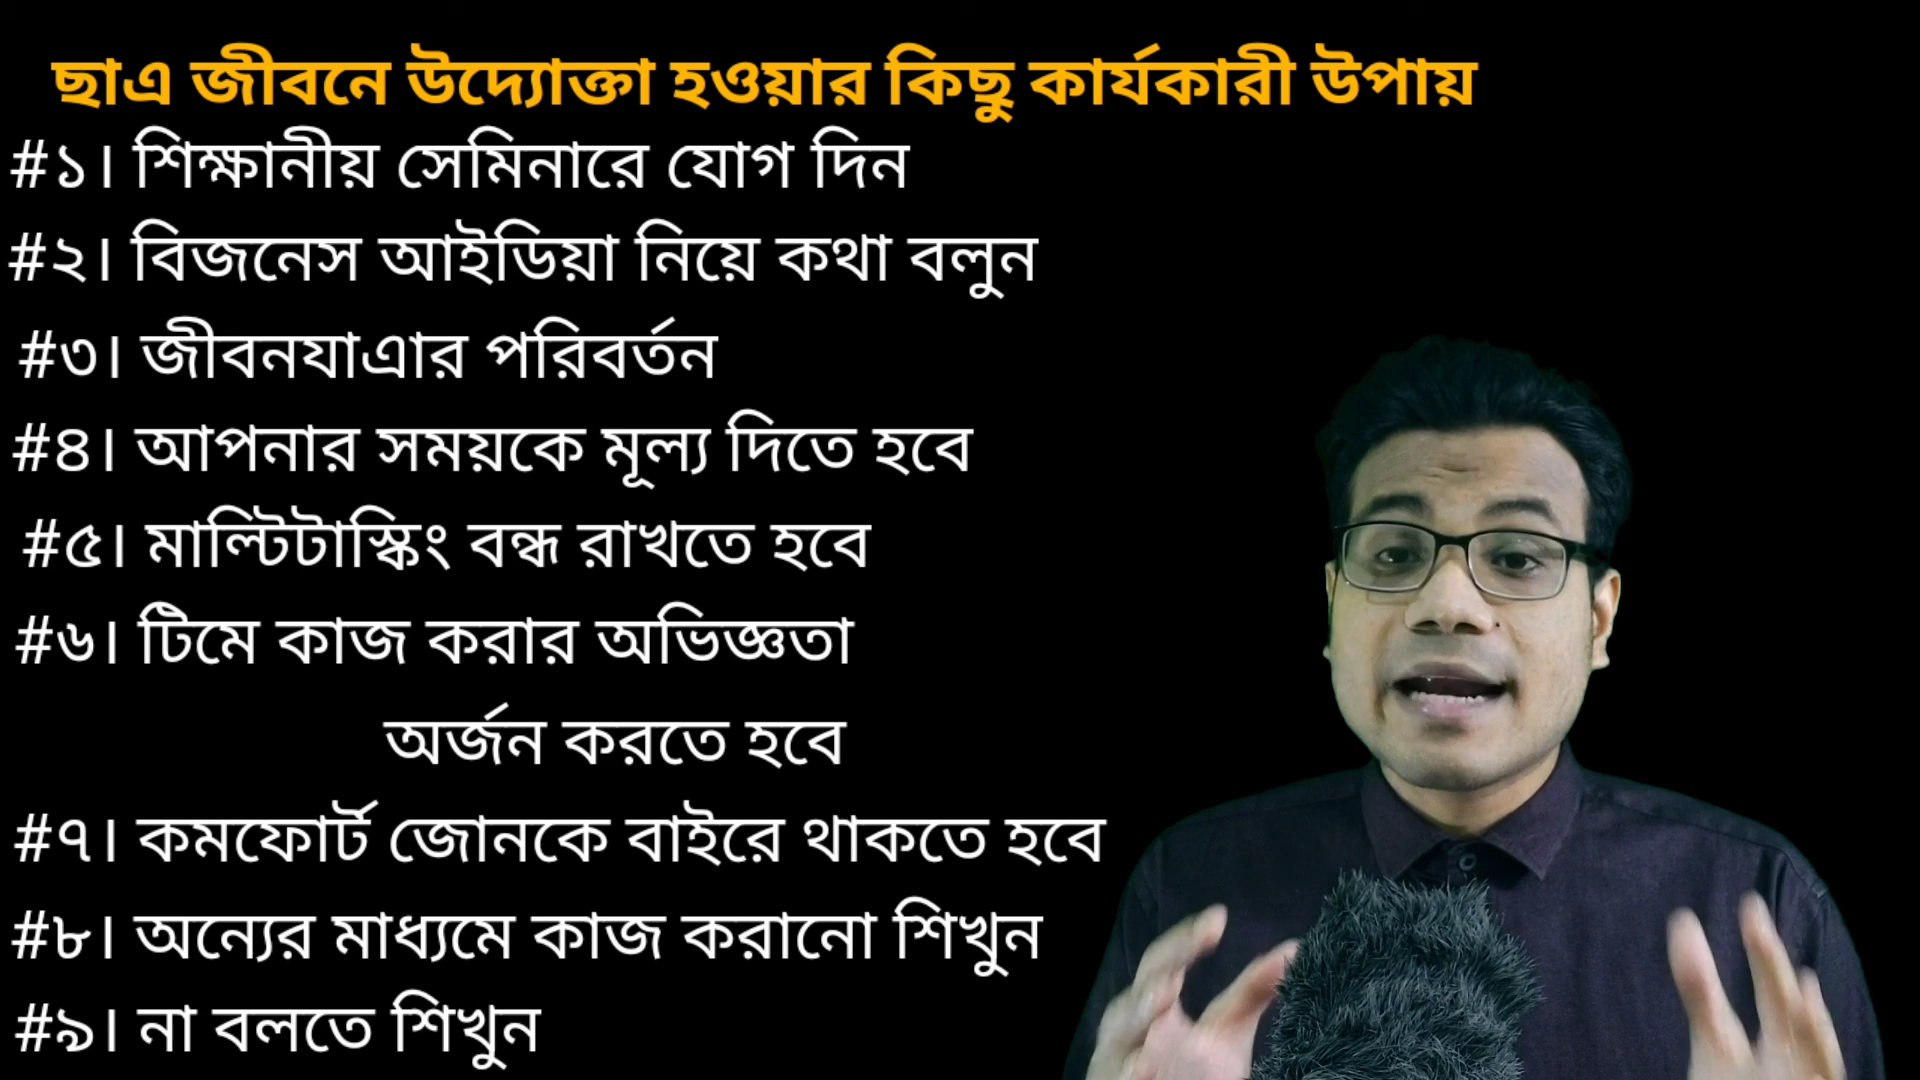 ছাএ জীবনে উদ্যোক্তা হওয়ার কিছু কার্যকারী উপায়
#১। শিক্ষানীয় সেমিনারে যোগ দিন
#২। বিজনেস আইডিয়া নিয়ে কথা বলুন
#৩। জীবনযাএার পরিবর্তন
#৪। আপনার সময়কে মূল্য দিতে হবে
#৫। মাল্টিটাস্কিং বন্ধ রাখতে হবে
#৬। টিমে কাজ করার অভিজ্ঞতা
অর্জন করতে হবে
#৭। কমফোর্ট জোনকে বাইরে থাকতে হবে
#৮। অন্যের মাধ্যমে কাজ করানো শিখুন
#৯। না বলতে শিখুন